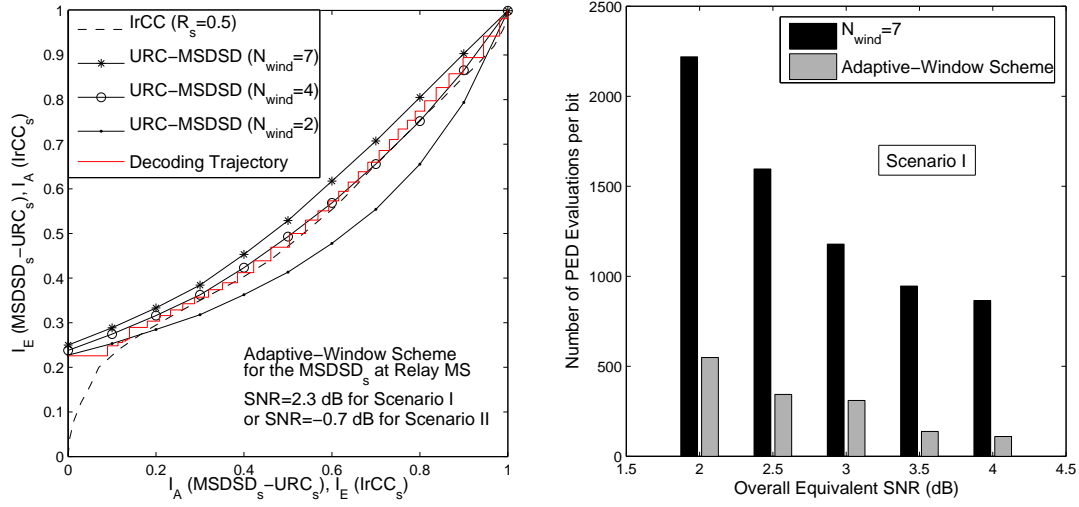 IrCC (R_s=0.5)
URC−MSDSD (N_wind=7)
URC−MSDSD (N_wind=4)
URC−MSDSD (N_wind=2)
Decoding Trajectory
1
0.9
0.8
0.7
0.6
0.5
0.4
0.3
0.2
0.1
0
I_E (MSDSD_s−URC_s), I_A (IrCC_s)
Adaptive−Window Scheme
for the MSDSD_s at Relay MS
SNR=2.3 dB for Scenario I
or SNR=−0.7 dB for Scenario II
0 0.2 0.4 0.6 0.8 1
I_A (MSDSD_s−URC_s), I_E (IrCC_s)
2500
2000
1500
1000
500
0
Number of PED Evaluations per bit
N_wind=7
Adaptive−Window Scheme
Scenario I
1.5 2 2.5 3 3.5 4 4.5
Overall Equivalent SNR (dB)